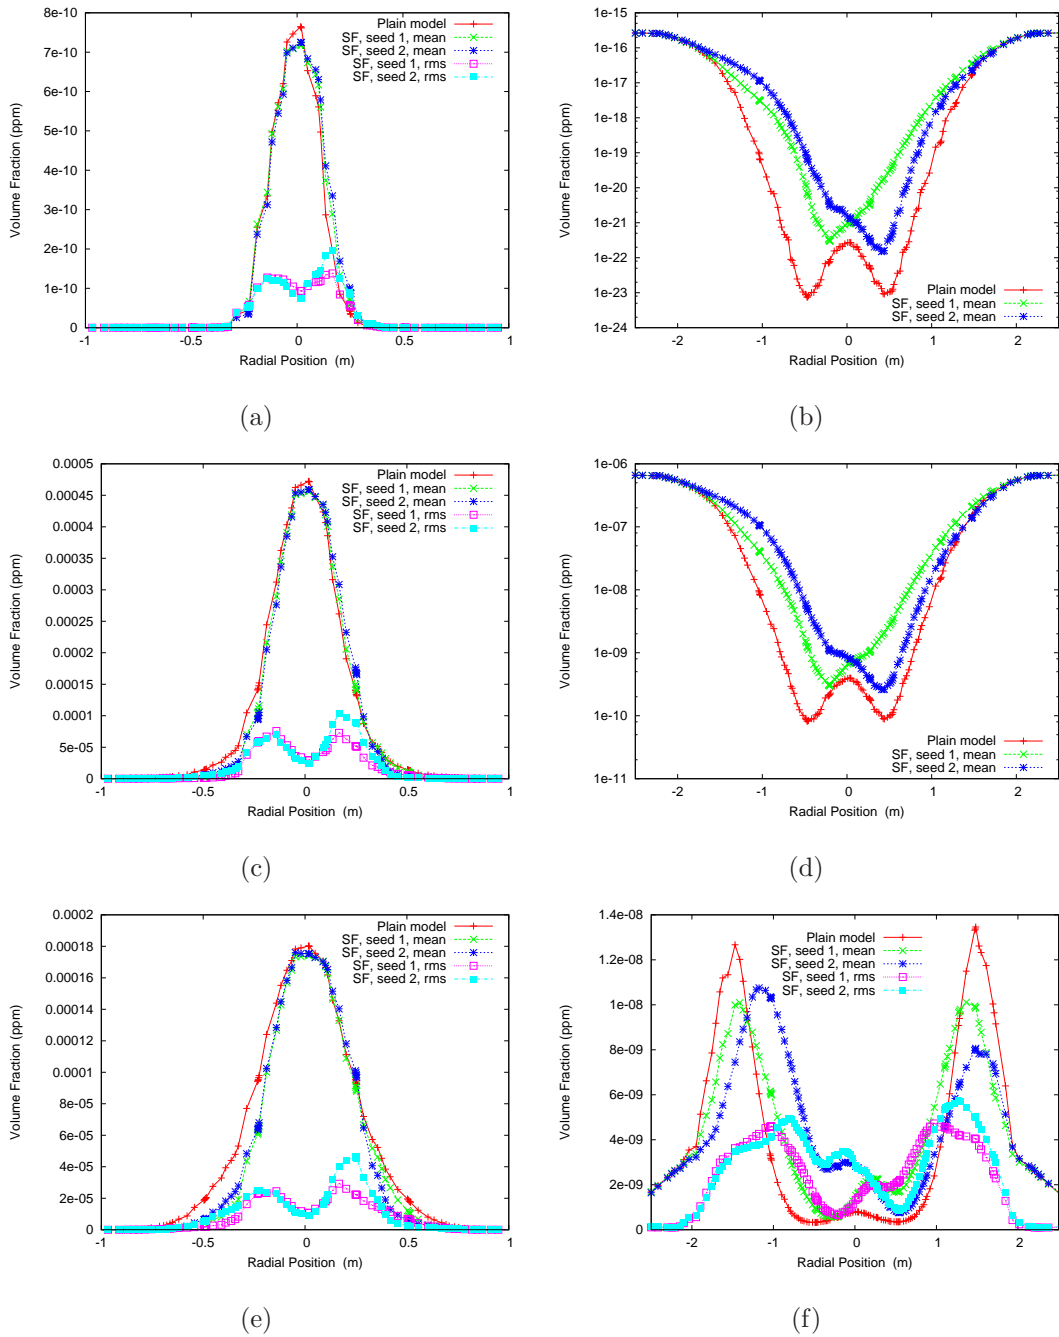 8e-10
7e-10
6e-10
5e-10
4e-10
3e-10
2e-10
1e-10
0
-1
-0.5
0
0.5
1
Volume Fraction (ppm)
Radial Position (m)
Plain model
SF, seed 1, mean
SF, seed 2, mean
SF, seed 1, rms
SF, seed 2, rms
(a)
1e-15
1e-16
1e-17
1e-18
1e-19
1e-20
1e-21
1e-22
1e-23
1e-24
-2
-1
0
1
2
Volume Fraction (ppm)
Radial Position (m)
Plain model
SF, seed 1, mean
SF, seed 2, mean
(b)
0.0005
0.00045
0.0004
0.00035
0.0003
0.00025
0.0002
0.00015
0.0001
5e-05
0
-1
-0.5
0
0.5
1
Volume Fraction (ppm)
Radial Position (m)
Plain model
SF, seed 1, mean
SF, seed 2, mean
SF, seed 1, rms
SF, seed 2, rms
(c)
1e-06
1e-07
1e-08
1e-09
1e-10
1e-11
-2
-1
0
1
2
Volume Fraction (ppm)
Radial Position (m)
Plain model
SF, seed 1, mean
SF, seed 2, mean
(d)
0.0002
0.00018
0.00016
0.00014
0.00012
0.0001
8e-05
6e-05
4e-05
2e-05
0
-1
-0.5
0
0.5
1
Volume Fraction (ppm)
Radial Position (m)
Plain model
SF, seed 1, mean
SF, seed 2, mean
SF, seed 1, rms
SF, seed 2, rms
(e)
1.4e-08
1.2e-08
1e-08
8e-09
6e-09
4e-09
2e-09
0
-2
-1
0
1
2
Volume Fraction (ppm)
Radial Position (m)
Plain model
SF, seed 1, mean
SF, seed 2, mean
SF, seed 1, rms
SF, seed 2, rms
(f)